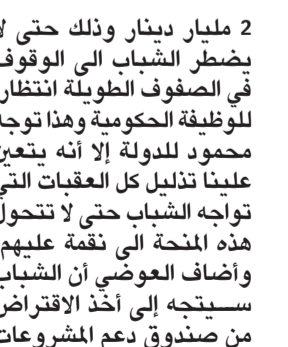 2 مليار دينار وذلك حتى لا
يضطر الشباب الى الوقوف
في الصفوف الطويلة انتظار
للوظيفة الحكومية وهذا توجه
محمود للدولة إلا أنه يتعين
علينا تذليل كل العقبات التي
تواجه الشباب حتى لا تتحول
هذه المنحة الى نقمة عليهم
وأضاف العوضي أن الشباب
سيتجه إلى أخذ الاقتراض
من صندوق دعم المشروعات